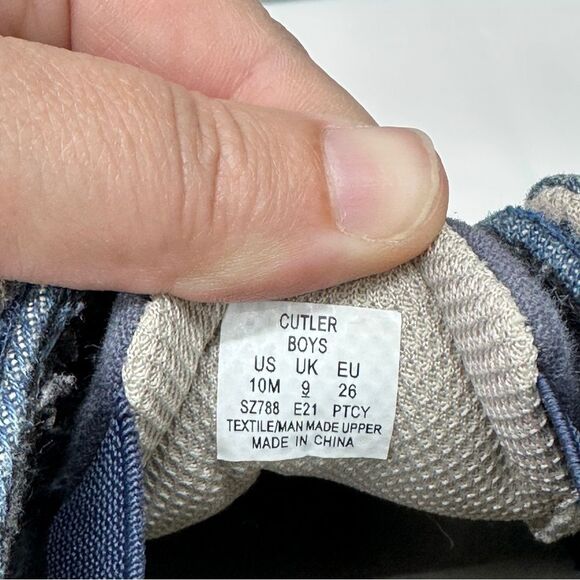 CUTLER
BOYS
US UK EU
10M 9 26
SZ788 E21 PTCY
TEXTILE/MAN MADE UPPER
MADE IN CHINA